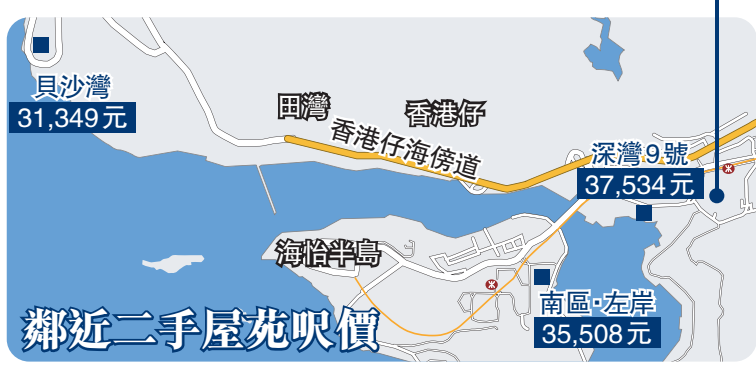 貝沙灣
31,349元
田灣
香港仔
香港仔海傍道
深灣9號
37,534元
海怡半島
南區·左岸
35,508元
鄰近二手屋苑呎價